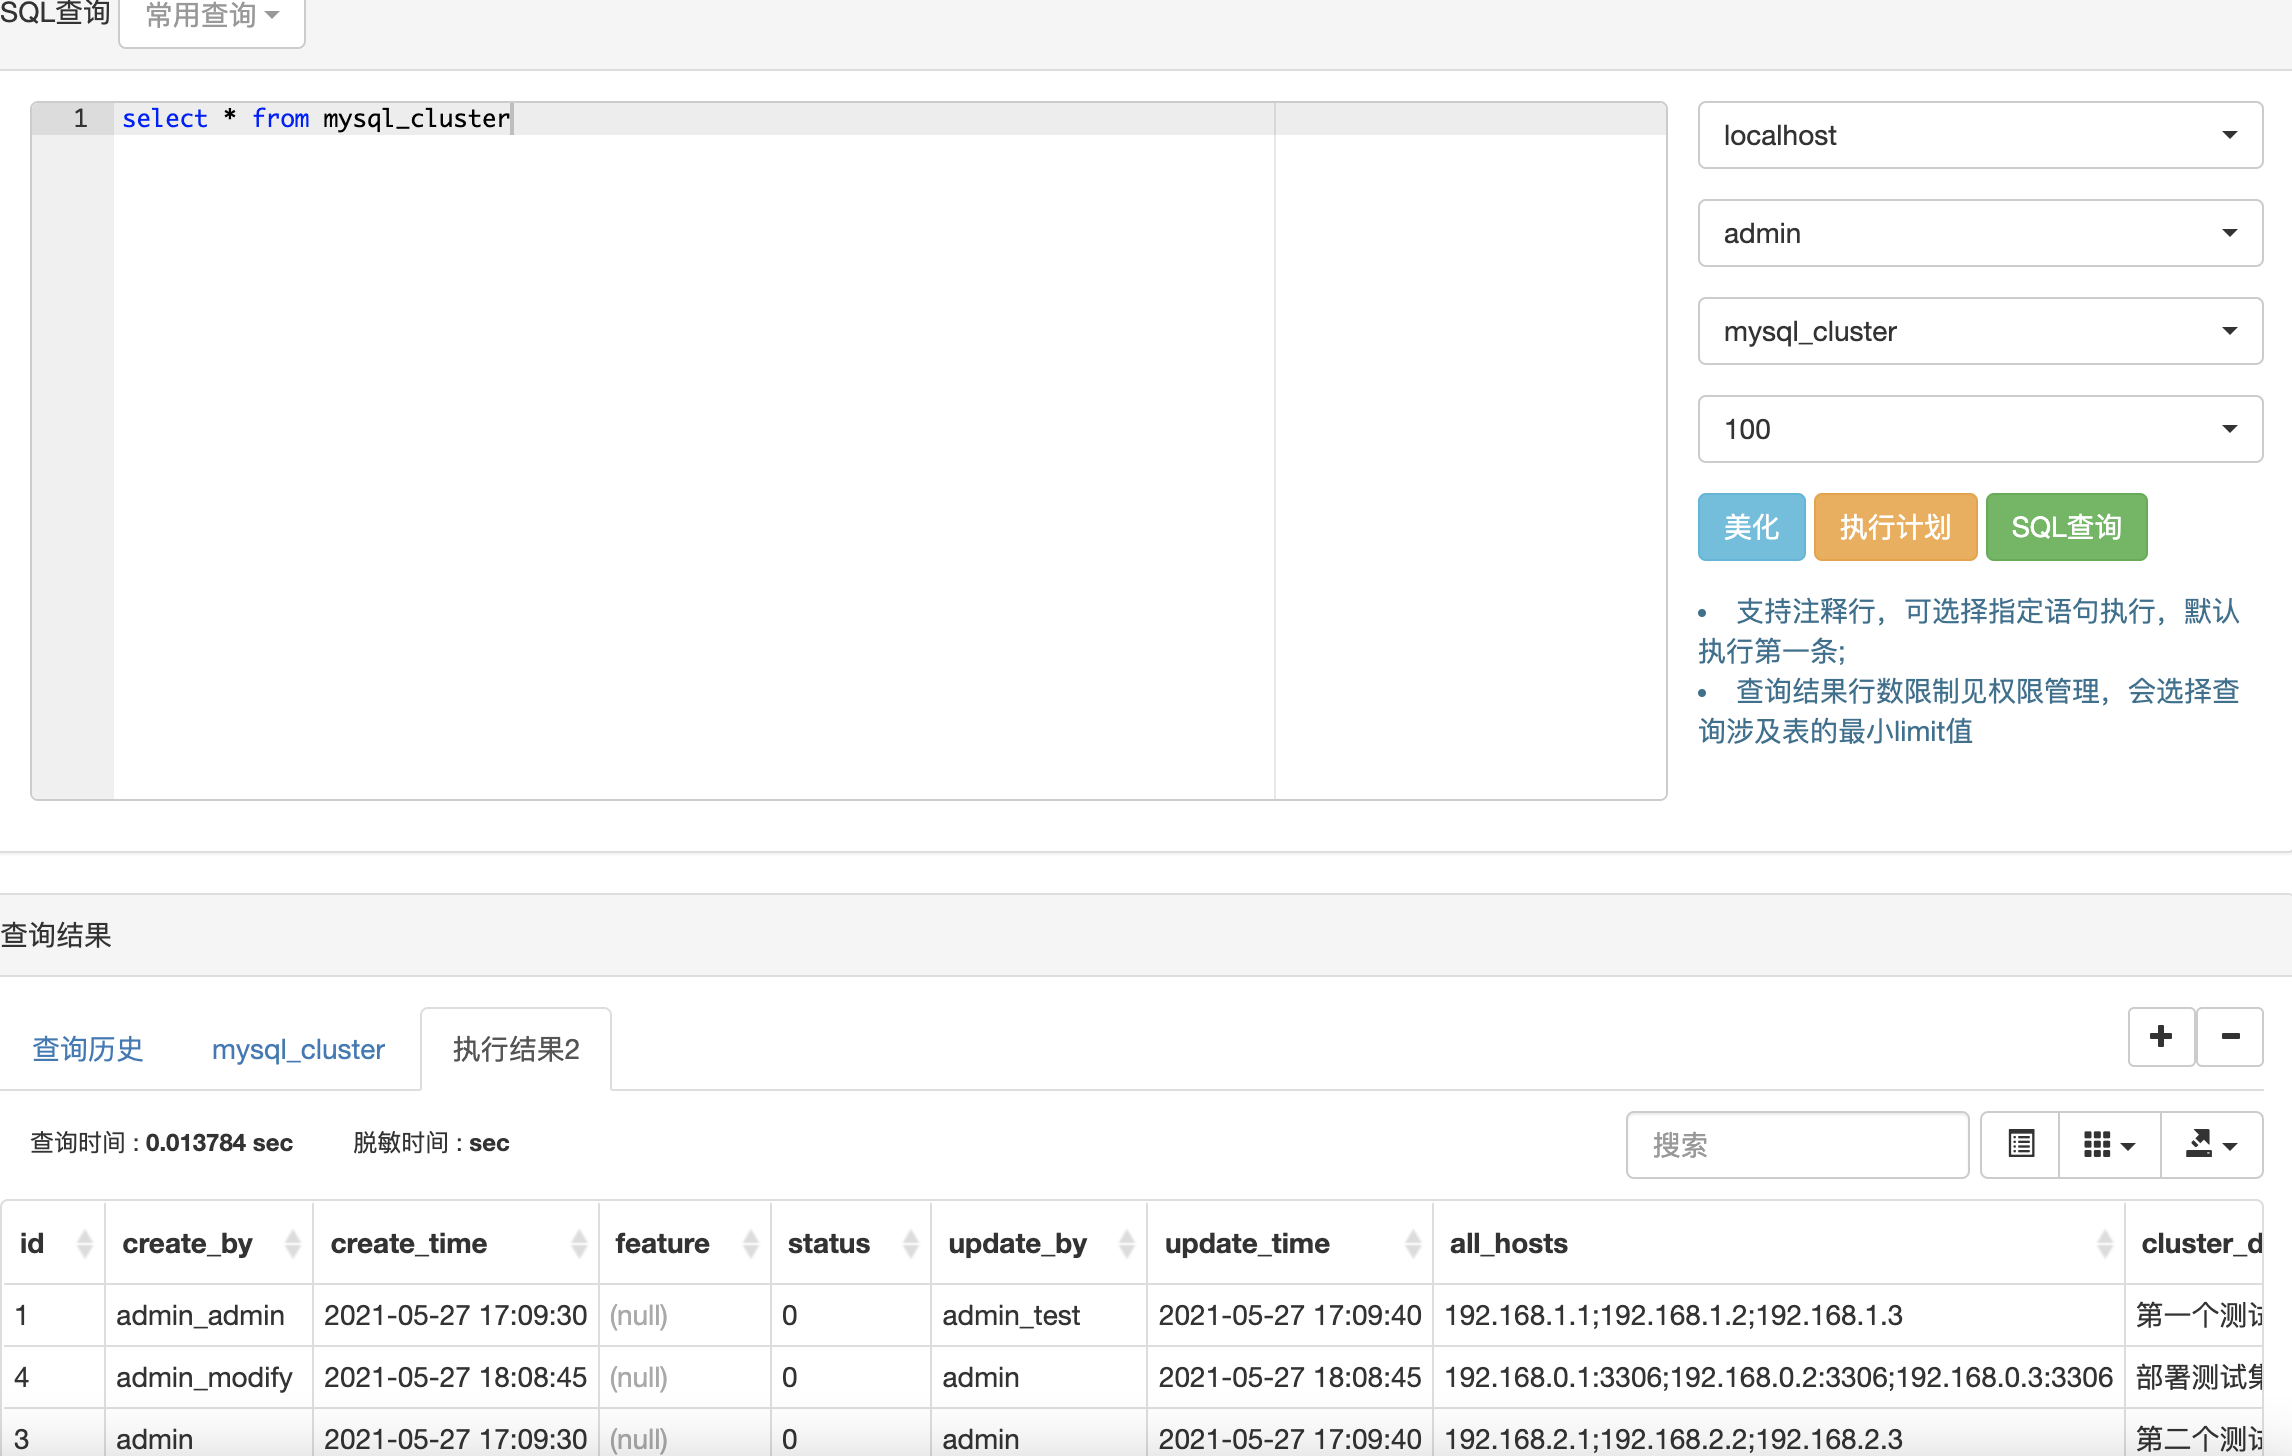 SQL查询 常用查询
1 select * from mysql_cluster
localhost
admin
mysql_cluster
100
美化 执行计划 SQL查询
• 支持注释行，可选择指定语句执行，默认
执行第一条;
• 查询结果行数限制见权限管理，会选择查
询涉及表的最小limit值
查询结果
查询历史 mysql_cluster 执行结果2
查询时间 : 0.013784 sec 脱敏时间 : sec
搜索
id create_by create_time feature status update_by update_time all_hosts cluster_d
1 admin_admin 2021-05-27 17:09:30 (null) 0 admin_test 2021-05-27 17:09:40 192.168.1.1;192.168.1.2;192.168.1.3 第一个测试
4 admin_modify 2021-05-27 18:08:45 (null) 0 admin 2021-05-27 18:08:45 192.168.0.1:3306;192.168.0.2:3306;192.168.0.3:3306 部署测试集
3 admin 2021-05-27 17:09:30 (null) 0 admin 2021-05-27 17:09:40 192.168.2.1;192.168.2.2;192.168.2.3 第二个测试